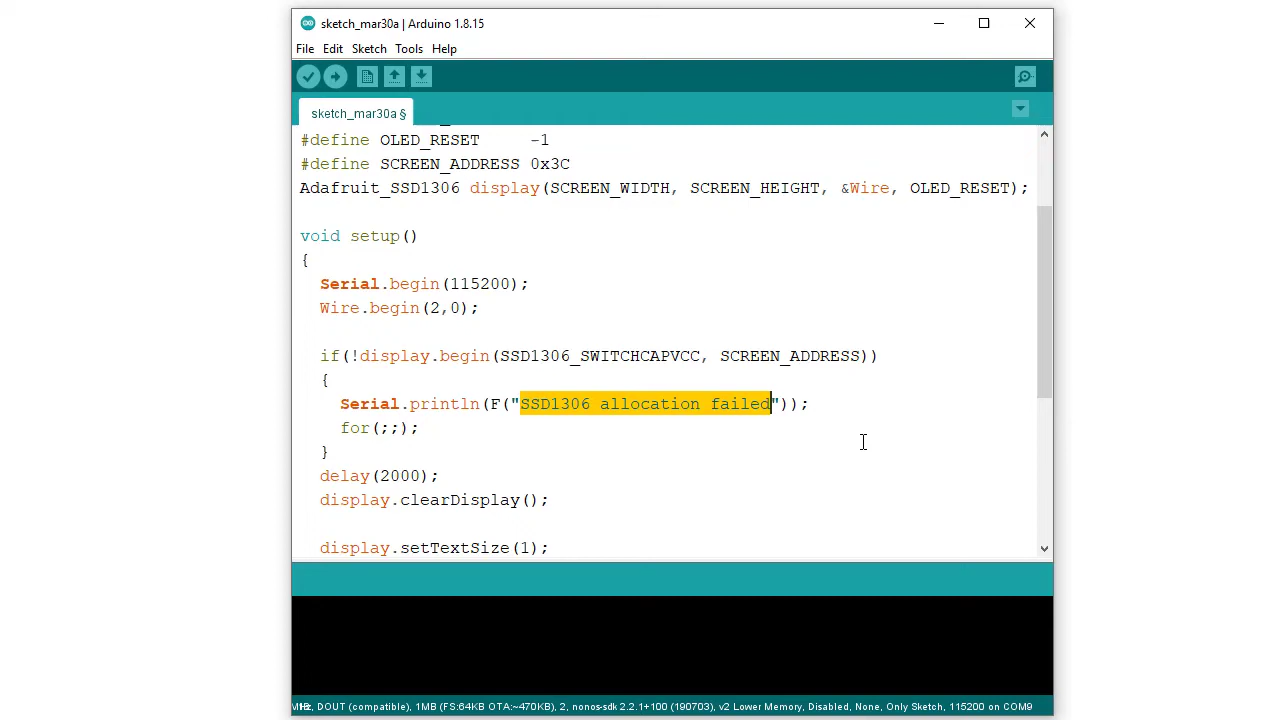 sketch_mar30a | Arduino 1.8.15
File Edit Sketch Tools Help
sketch_mar30a §
#define OLED_RESET     -1
#define SCREEN_ADDRESS 0x3C
Adafruit_SSD1306 display(SCREEN_WIDTH, SCREEN_HEIGHT, &Wire, OLED_RESET);
void setup()
{
  Serial.begin(115200);
  Wire.begin(2,0);
  if(!display.begin(SSD1306_SWITCHCAPVCC, SCREEN_ADDRESS))
  {
    Serial.println(F("SSD1306 allocation failed"));
    for(;;);
  }
  delay(2000);
  display.clearDisplay();
  display.setTextSize(1);
DOUT (compatible), 1MB (FS:64KB OTA:~470KB), 2, nonos-sdk 2.2.1+100 (190703), v2 Lower Memory, Disabled, None, Only Sketch, 115200 on COM9